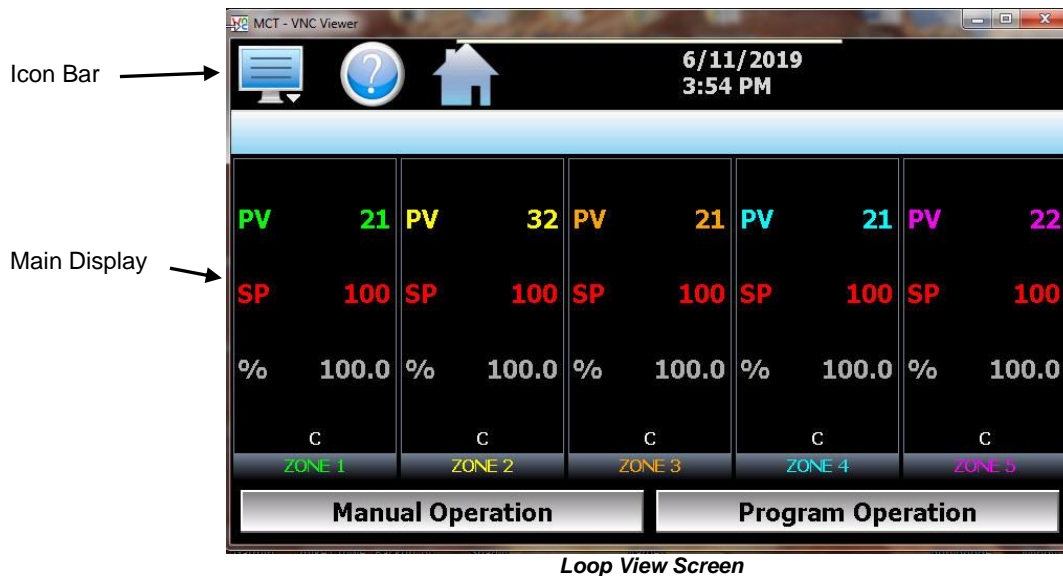 MCT - VNC Viewer
Icon Bar
6/11/2019
3:54 PM
Main Display
PV 21 PV 32 PV 21 PV 21 PV 22
SP 100 SP 100 SP 100 SP 100 SP 100
% 100.0 % 100.0 % 100.0 % 100.0 % 100.0
C C C C C
ZONE 1 ZONE 2 ZONE 3 ZONE 4 ZONE 5
Manual Operation Program Operation
Loop View Screen